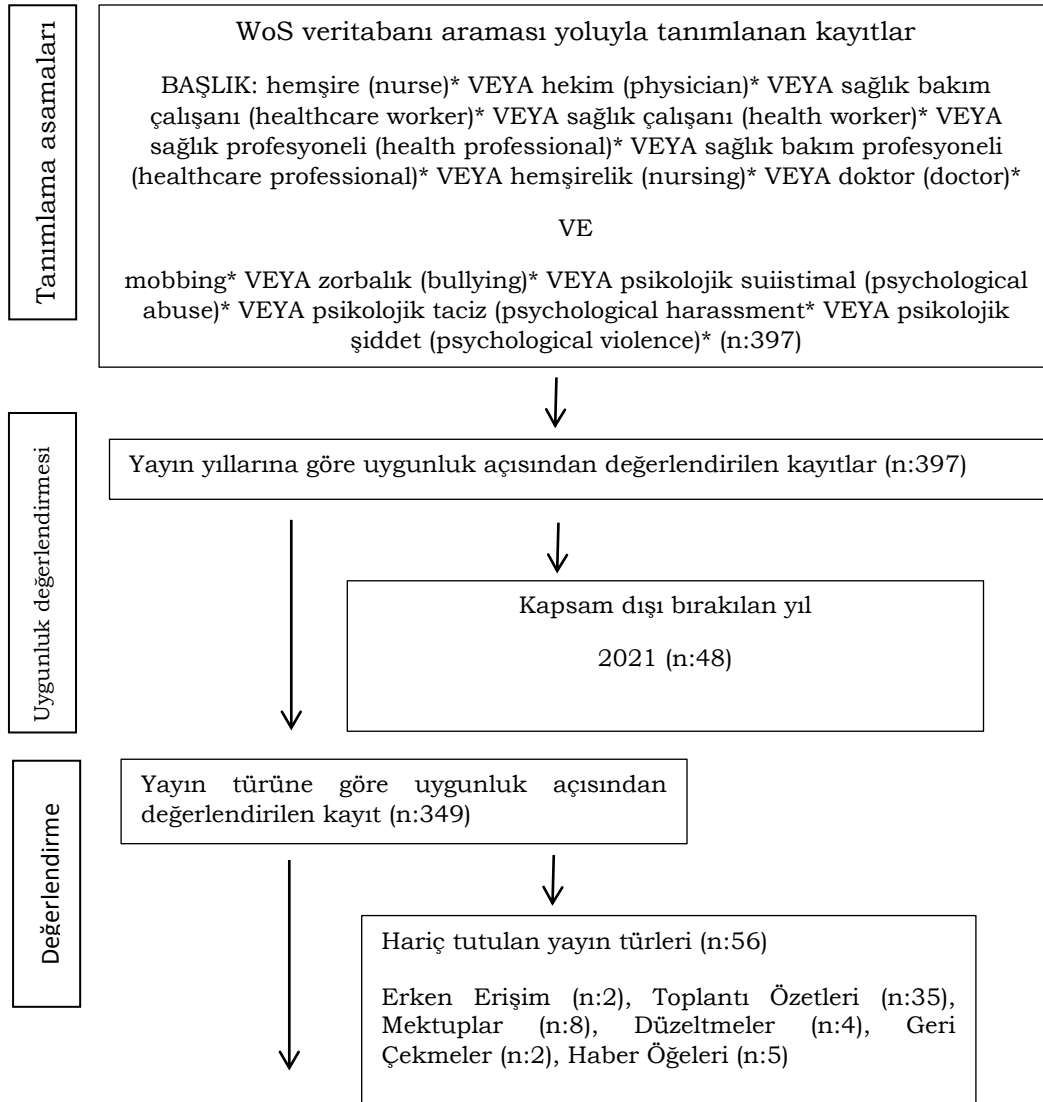 Tanımlama asamaları
WoS veritabanı araması yoluyla tanımlanan kayıtlar
BAŞLIK: hemşire (nurse)* VEYA hekim (physician)* VEYA sağlık bakım
çalışanı (healthcare worker)* VEYA sağlık çalışanı (health worker)* VEYA
sağlık profesyoneli (health professional)* VEYA sağlık bakım profesyoneli
(healthcare professional)* VEYA hemşirelik (nursing)* VEYA doktor (doctor)*
VE
mobbing* VEYA zorbalık (bullying)* VEYA psikolojik suiistimal (psychological
abuse)* VEYA psikolojik taciz (psychological harassment* VEYA psikolojik
şiddet (psychological violence)* (n:397)
Uygunluk değerlendirmesi
Yayın yıllarına göre uygunluk açısından değerlendirilen kayıtlar (n:397)
Kapsam dışı bırakılan yıl
2021 (n:48)
Değerlendirme
Yayın türüne göre uygunluk açısından
değerlendirilen kayıt (n:349)
Hariç tutulan yayın türleri (n:56)
Erken Erişim (n:2), Toplantı Özetleri (n:35),
Mektuplar (n:8), Düzeltmeler (n:4), Geri
Çekmeler (n:2), Haber Öğeleri (n:5)